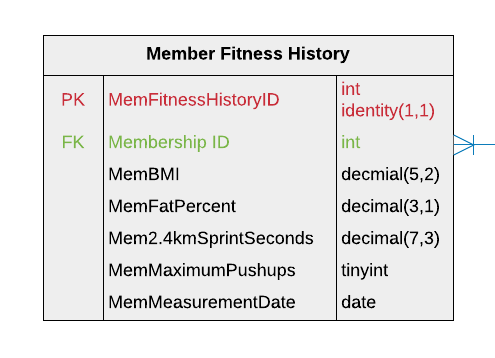 Member Fitness History
PK MemFitnessHistoryID int identity(1,1)
FK Membership ID int
MemBMI decmial(5,2)
MemFatPercent decimal(3,1)
Mem2.4kmSprintSeconds decimal(7,3)
MemMaximumPushups tinyint
MemMeasurementDate date